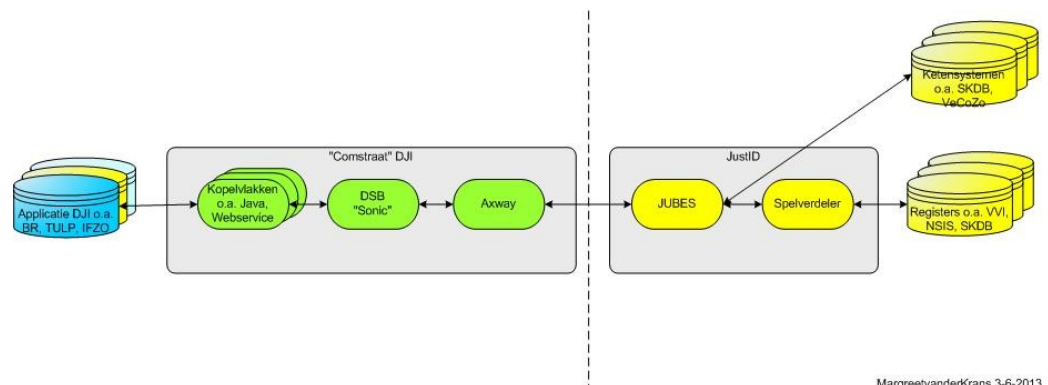 Ketensystemen
o.a. SKDB,
VeCoZo
"Comstraat" DJI
JustID
Applicatie DJI o.a.
BR, TULP, IFZO
Kopelvlakken
o.a. Java,
Webservice
DSB
"Sonic"
Axway
JUBES
Spelverdeler
Registers o.a. VVI,
NSIS, SKDB
MargreetvanderKrans 3-6-2013